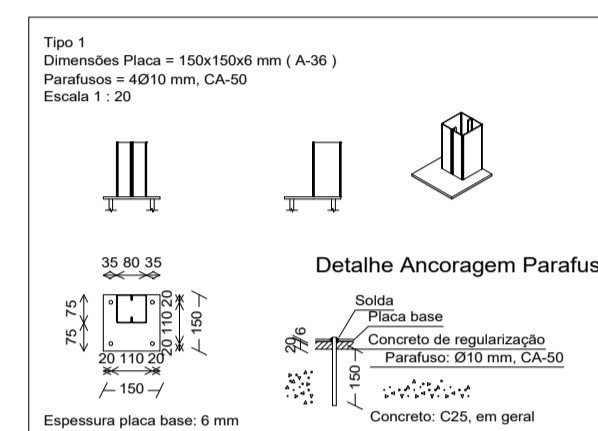 Tipo 1
Dimensões Placa = 150x150x6 mm ( A-36 )
Parafusos = 4Ø10 mm, CA-50
Escala 1 : 20
35 80 35
75
75
20
110
20
150
20 110 20
150
Espessura placa base: 6 mm
Detalhe Ancoragem Parafus
Solda
Placa base
Concreto de regularização
Parafuso: Ø10 mm, CA-50
20
6
150
Concreto: C25, em geral